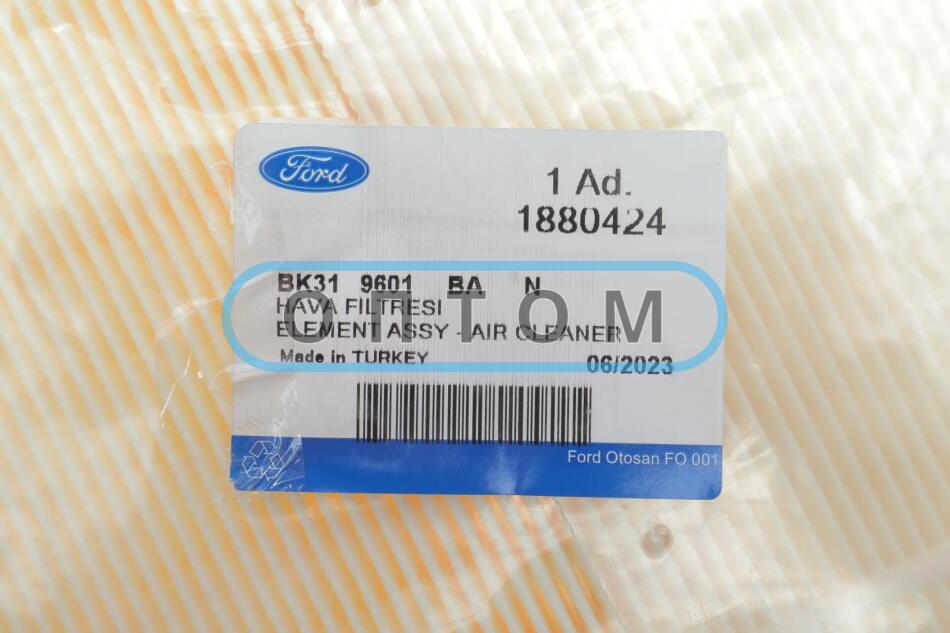 Ford
1 Ad.
1880424
BK31 9601 BA N
HAVA FILTRESI
ОПТОМ
ELEMENT ASSY - AIR CLEANER
Made in TURKEY
06/2023
Ford Otosan FO 001